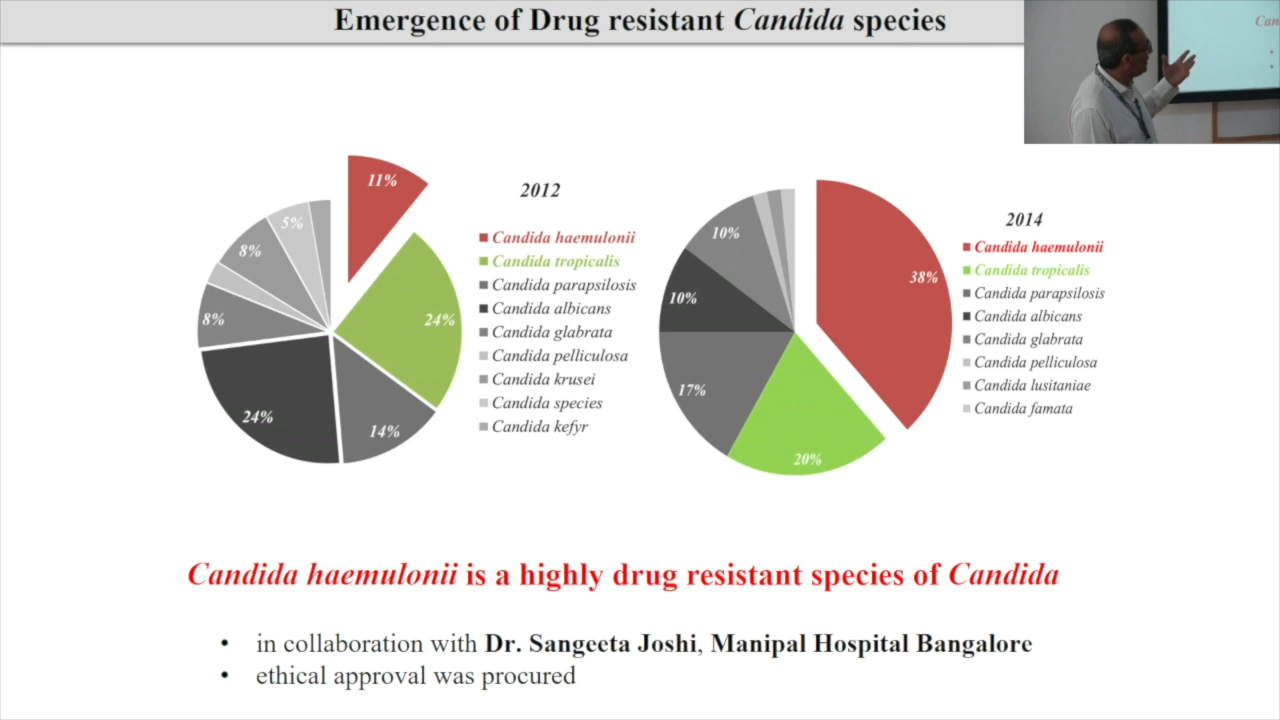 Emergence of Drug resistant Candida species
Can
11%
24%
14%
24%
8%
8%
5%
2012
Candida haemulonii
Candida tropicalis
Candida parapsilosis
Candida albicans
Candida glabrata
Candida pelliculosa
Candida krusei
Candida species
Candida kefyr
38%
20%
17%
10%
10%
2014
Candida haemulonii
Candida tropicalis
Candida parapsilosis
Candida albicans
Candida glabrata
Candida pelliculosa
Candida lusitaniae
Candida famata
Candida haemulonii is a highly drug resistant species of Candida
• in collaboration with Dr. Sangeeta Joshi, Manipal Hospital Bangalore
• ethical approval was procured